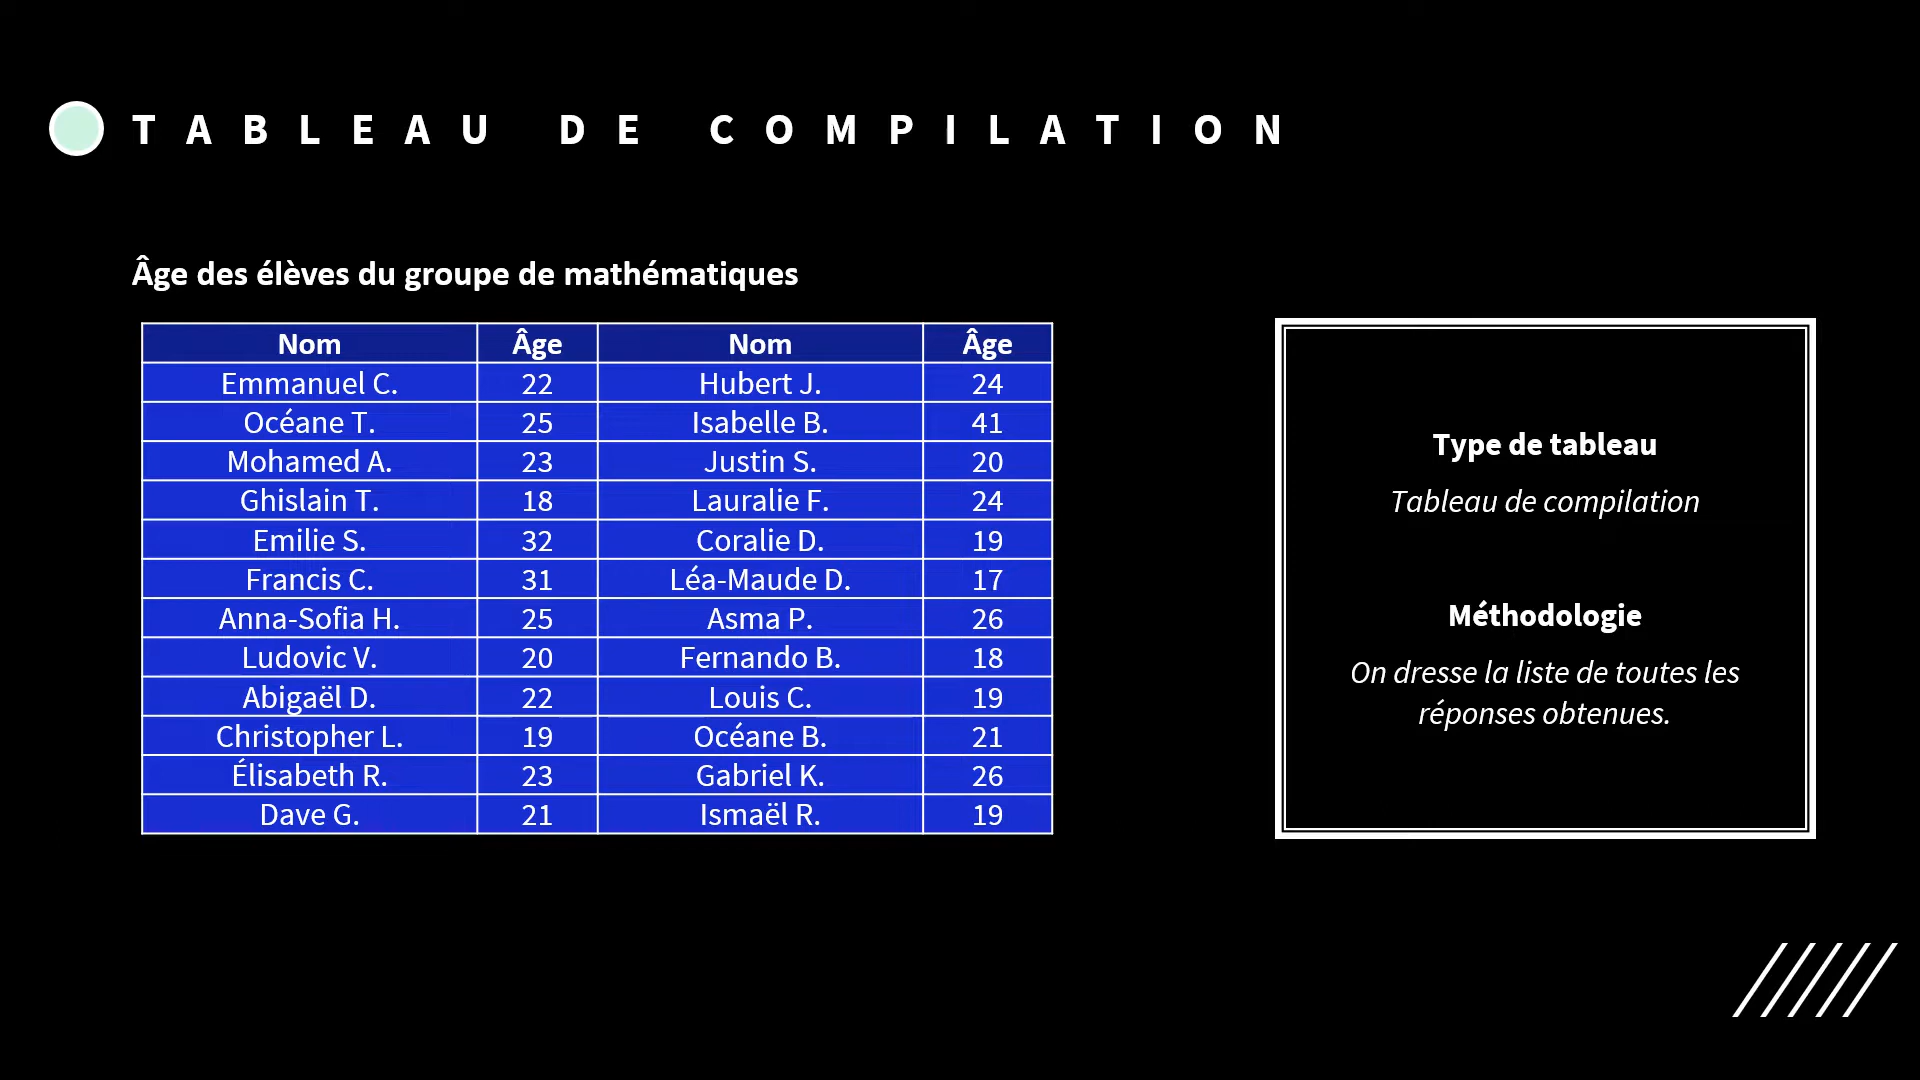 TABLEAU DE COMPILATION
Âge des élèves du groupe de mathématiques
Nom Âge Nom Âge
Emmanuel C. 22 Hubert J. 24
Océane T. 25 Isabelle B. 41
Mohamed A. 23 Justin S. 20
Ghislain T. 18 Lauralie F. 24
Emilie S. 32 Coralie D. 19
Francis C. 31 Léa-Maude D. 17
Anna-Sofia H. 25 Asma P. 26
Ludovic V. 20 Fernando B. 18
Abigaël D. 22 Louis C. 19
Christopher L. 19 Océane B. 21
Élisabeth R. 23 Gabriel K. 26
Dave G. 21 Ismaël R. 19
Type de tableau
Tableau de compilation
Méthodologie
On dresse la liste de toutes les
réponses obtenues.